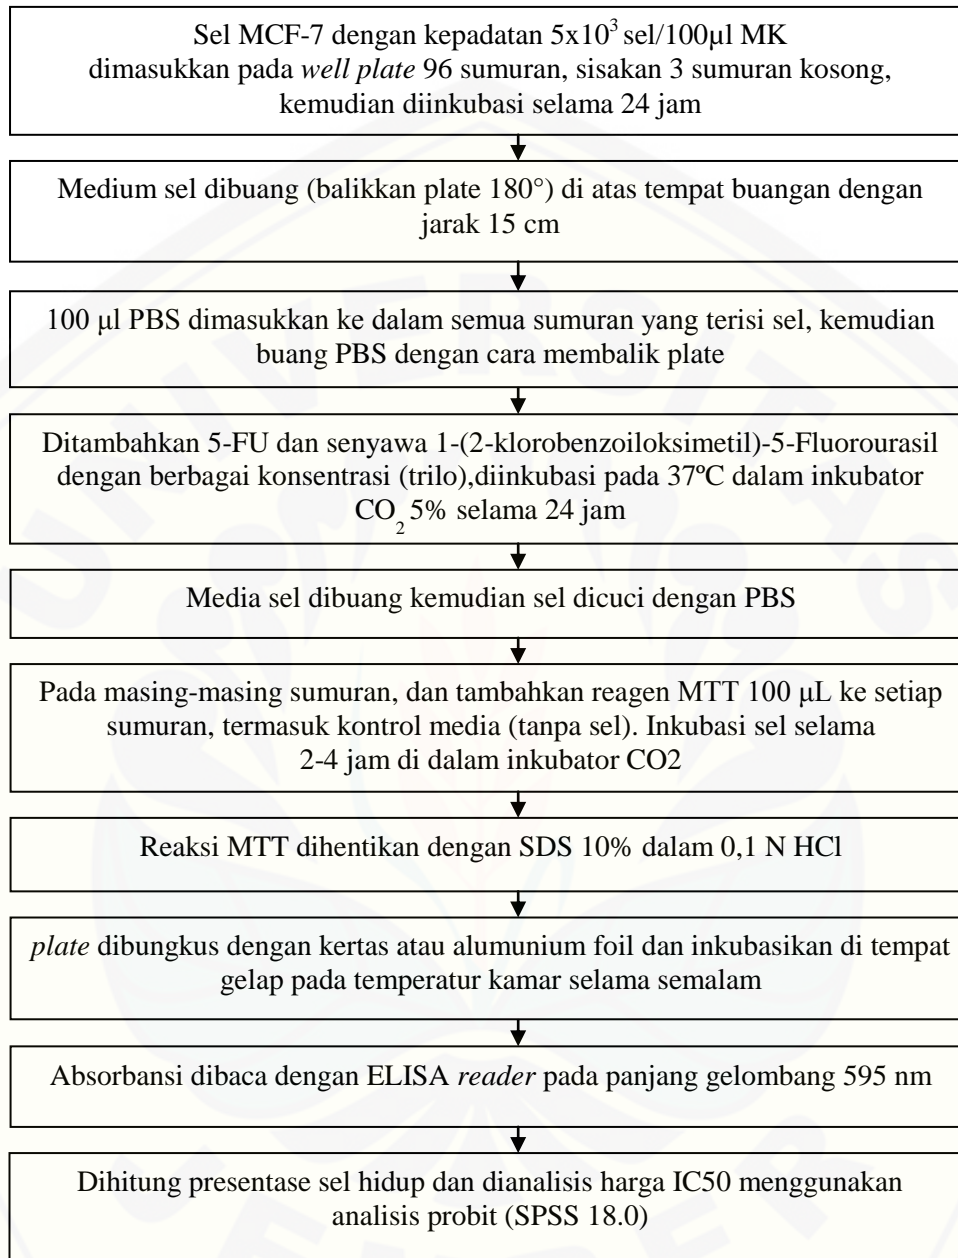 Sel MCF-7 dengan kepadatan 5x10³ sel/100µl MK
dimasukkan pada well plate 96 sumuran, sisakan 3 sumuran kosong,
kemudian diinkubasi selama 24 jam
Medium sel dibuang (balikkan plate 180°) di atas tempat buangan dengan
jarak 15 cm
100 µl PBS dimasukkan ke dalam semua sumuran yang terisi sel, kemudian
buang PBS dengan cara membalik plate
Ditambahkan 5-FU dan senyawa 1-(2-klorobenzoiloksimetil)-5-Fluorourasil
dengan berbagai konsentrasi (trilo),diinkubasi pada 37ºC dalam inkubator
CO₂ 5% selama 24 jam
Media sel dibuang kemudian sel dicuci dengan PBS
Pada masing-masing sumuran, dan tambahkan reagen MTT 100 µL ke setiap
sumuran, termasuk kontrol media (tanpa sel). Inkubasi sel selama
2-4 jam di dalam inkubator CO2
Reaksi MTT dihentikan dengan SDS 10% dalam 0,1 N HCl
plate dibungkus dengan kertas atau alumunium foil dan inkubasikan di tempat
gelap pada temperatur kamar selama semalam
Absorbansi dibaca dengan ELISA reader pada panjang gelombang 595 nm
Dihitung presentase sel hidup dan dianalisis harga IC50 menggunakan
analisis probit (SPSS 18.0)
UNIVERSITAS
JEMBER